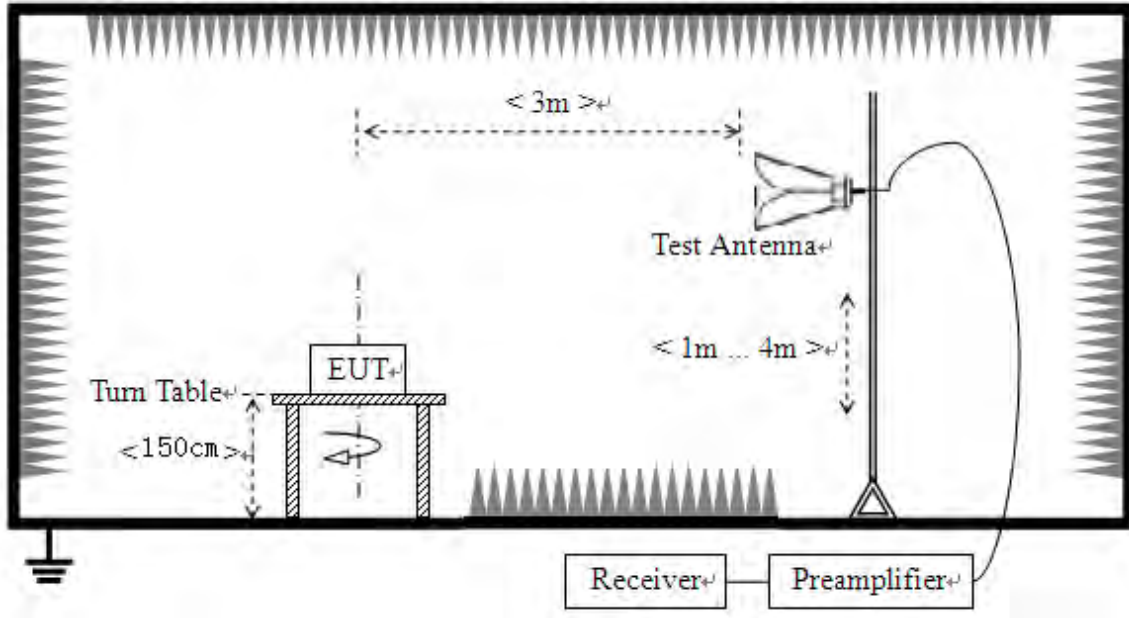 < 3m >↵
Test Antenna↵
< 1m ... 4m >↵
EUT↵
Turn Table↵
<150cm>↵
Receiver↵
Preamplifier↵